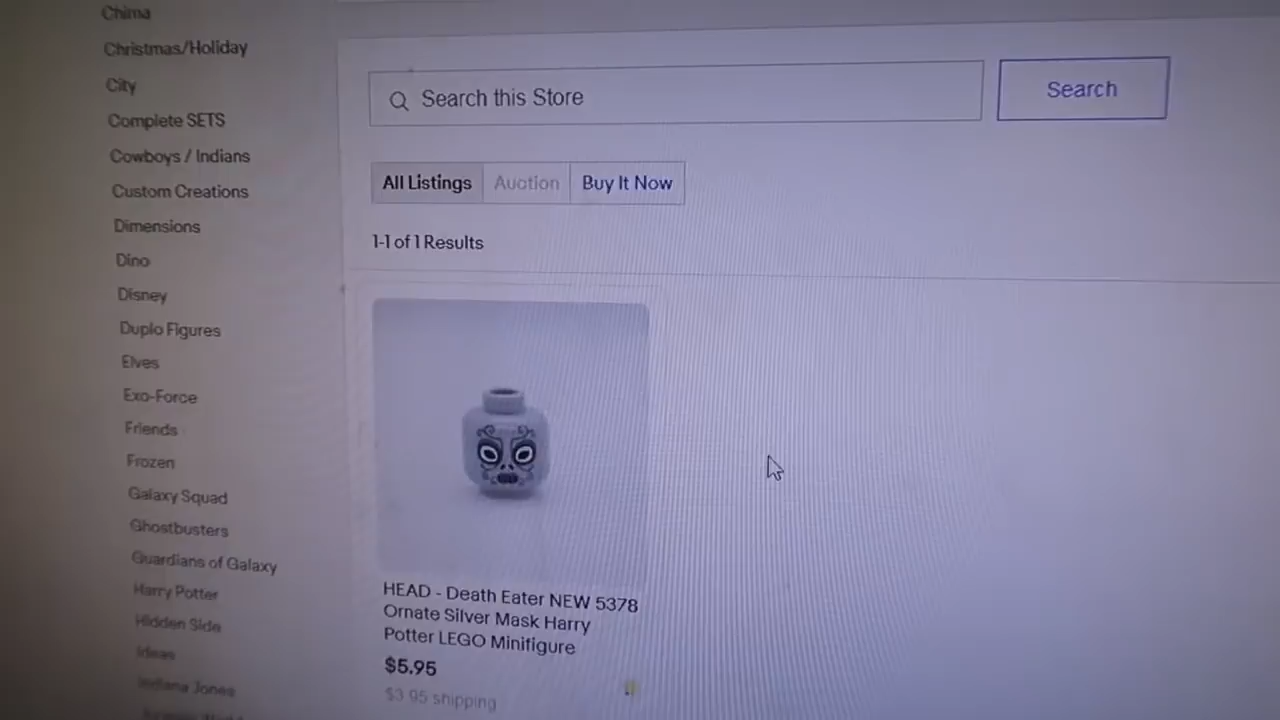 Chima
Christmas/Holiday
City
Complete SETS
Cowboys / Indians
Custom Creations
Dimensions
Dino
Disney
Duplo Figures
Elves
Exo-Force
Friends
Frozen
Galaxy Squad
Ghostbusters
Guardians of Galaxy
Harry Potter
Hidden Side
Ideas
Indiana Jones
Search this Store
Search
All Listings
Auction
Buy It Now
1-1 of 1 Results
HEAD - Death Eater NEW 5378
Ornate Silver Mask Harry
Potter LEGO Minifigure
$5.95
$3.95 shipping